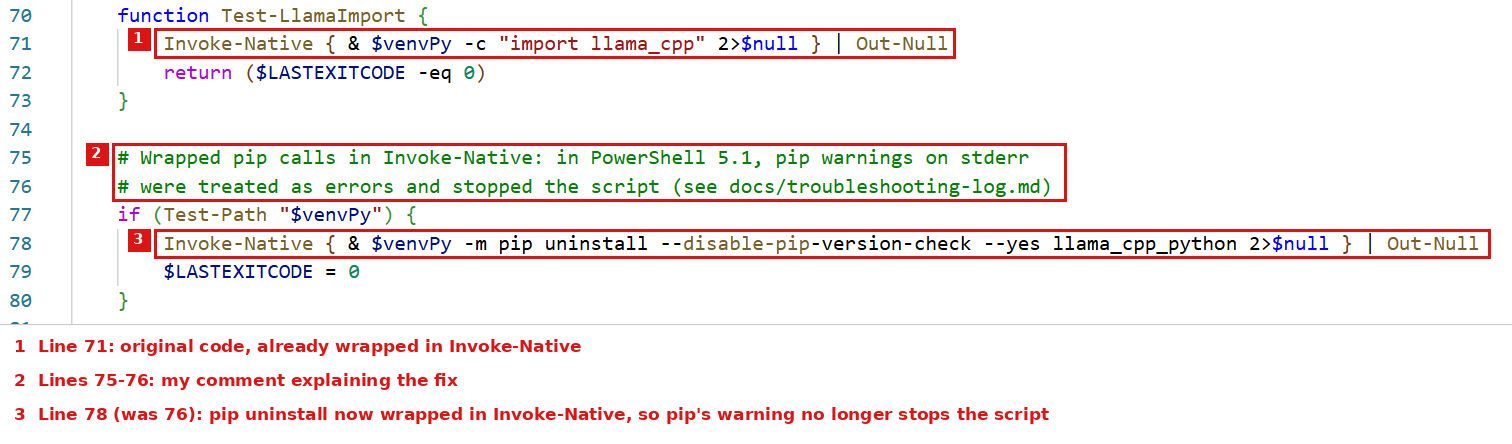 70 function Test-LlamaImport {
1
71 Invoke-Native { & $venvPy -c "import llama_cpp" 2>$null } | Out-Null
72 return ($LASTEXITCODE -eq 0)
73 }
74
2
75 # Wrapped pip calls in Invoke-Native: in PowerShell 5.1, pip warnings on stderr
76 # were treated as errors and stopped the script (see docs/troubleshooting-log.md)
77 if (Test-Path "$venvPy") {
3
78 Invoke-Native { & $venvPy -m pip uninstall --disable-pip-version-check --yes llama_cpp_python 2>$null } | Out-Null
79 $LASTEXITCODE = 0
80 }
1 Line 71: original code, already wrapped in Invoke-Native
2 Lines 75-76: my comment explaining the fix
3 Line 78 (was 76): pip uninstall now wrapped in Invoke-Native, so pip's warning no longer stops the script